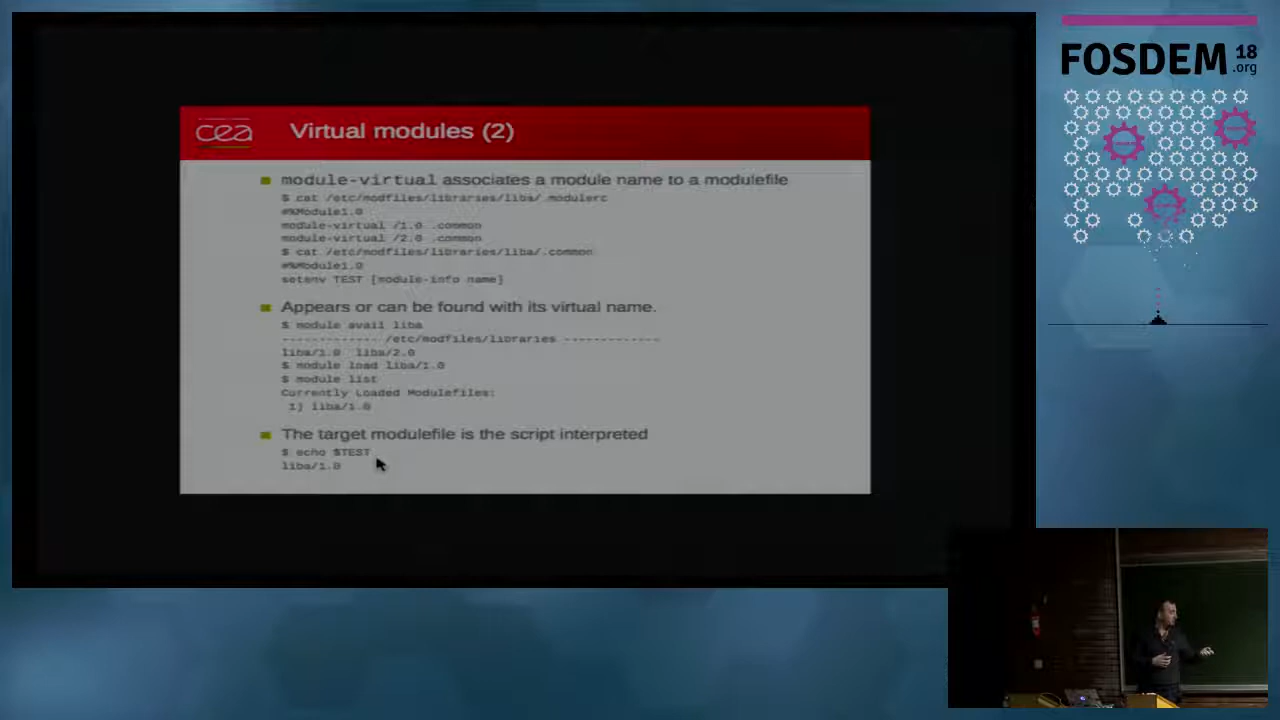 FOSDEM 18 .org
cea
Virtual modules (2)
module-virtual associates a module name to a modulefile
$ cat /etc/modfiles/libraries/liba/.modulerc
#%Module1.0
module-virtual /1.0 .common
module-virtual /2.0 .common
$ cat /etc/modfiles/libraries/liba/.common
#%Module1.0
setenv TEST [module-info name]
Appears or can be found with its virtual name.
$ module avail liba
------------- /etc/modfiles/libraries -------------
liba/1.0 liba/2.0
$ module load liba/1.0
$ module list
Currently Loaded Modulefiles:
1) liba/1.0
The target modulefile is the script interpreted
$ echo $TEST
liba/1.0